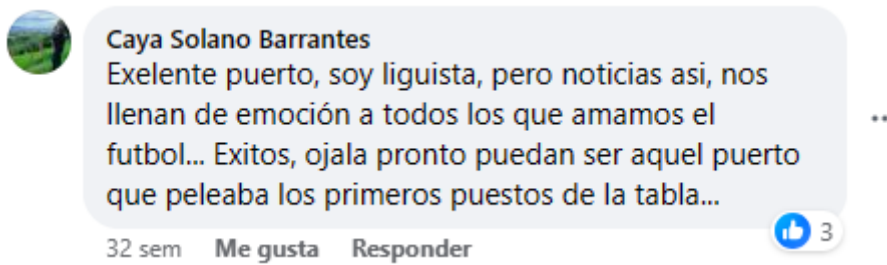 Caya Solano Barrantes
Exelente puerto, soy liguista, pero noticias asi, nos
llenan de emoción a todos los que amamos el
futbol... Exitos, ojala pronto puedan ser aquel puerto
que peleaba los primeros puestos de la tabla...
3
32 sem Me gusta Responder